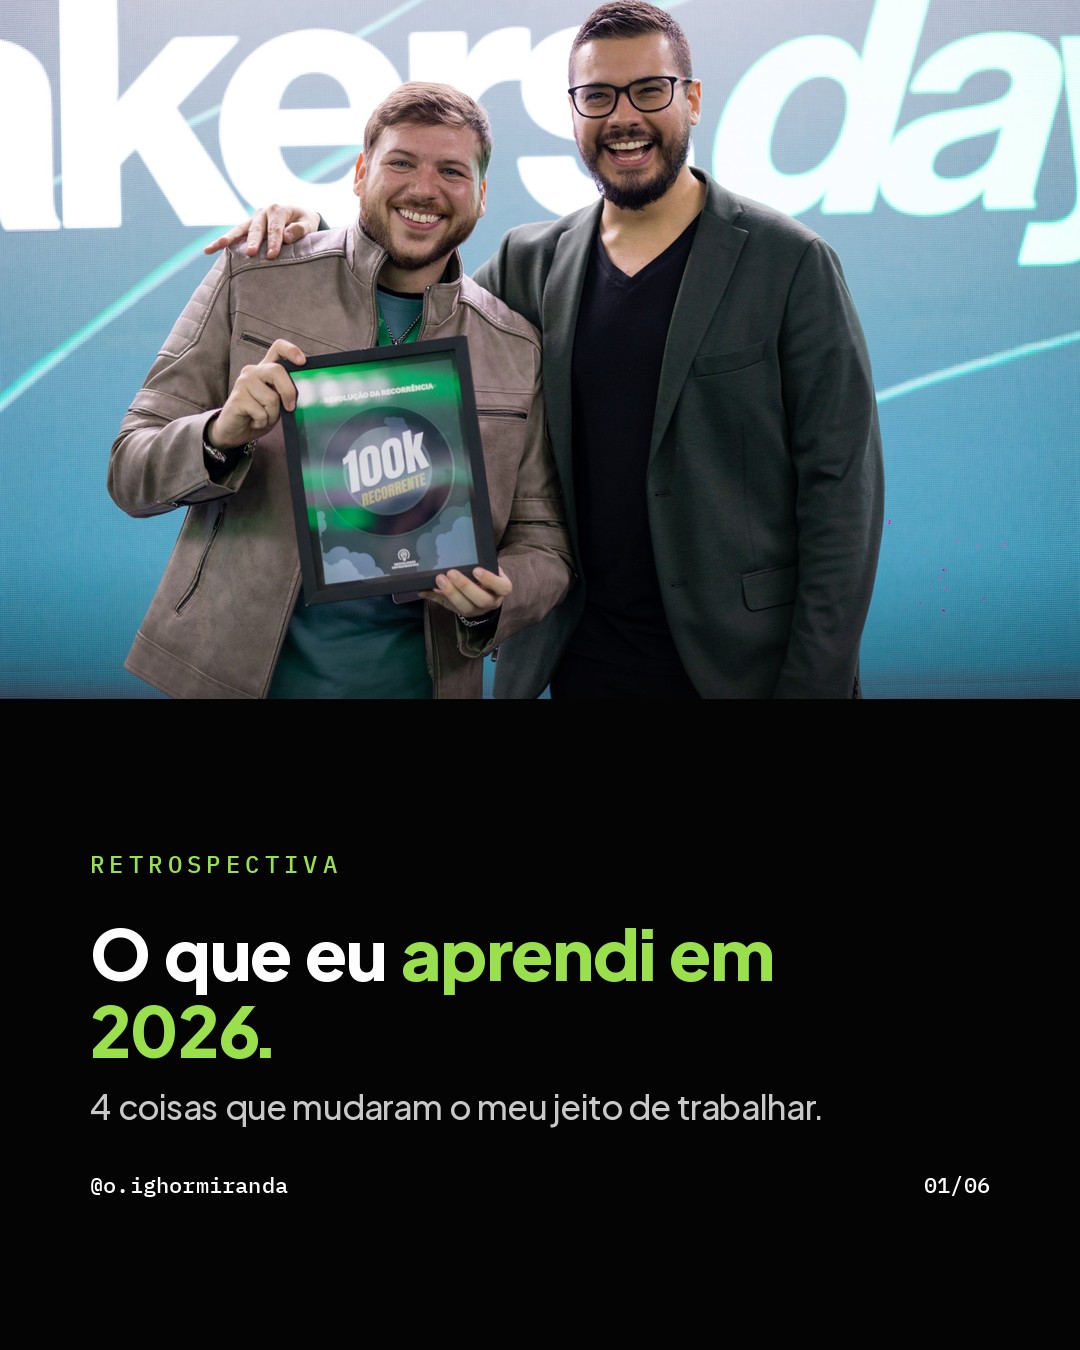 akers day
REVOLUÇÃO DA RECORRÊNCIA
100K
RECORRENTE
RETROSPECTIVA
O que eu aprendi em
2026.
4 coisas que mudaram o meu jeito de trabalhar.
@o.ighormiranda
01/06